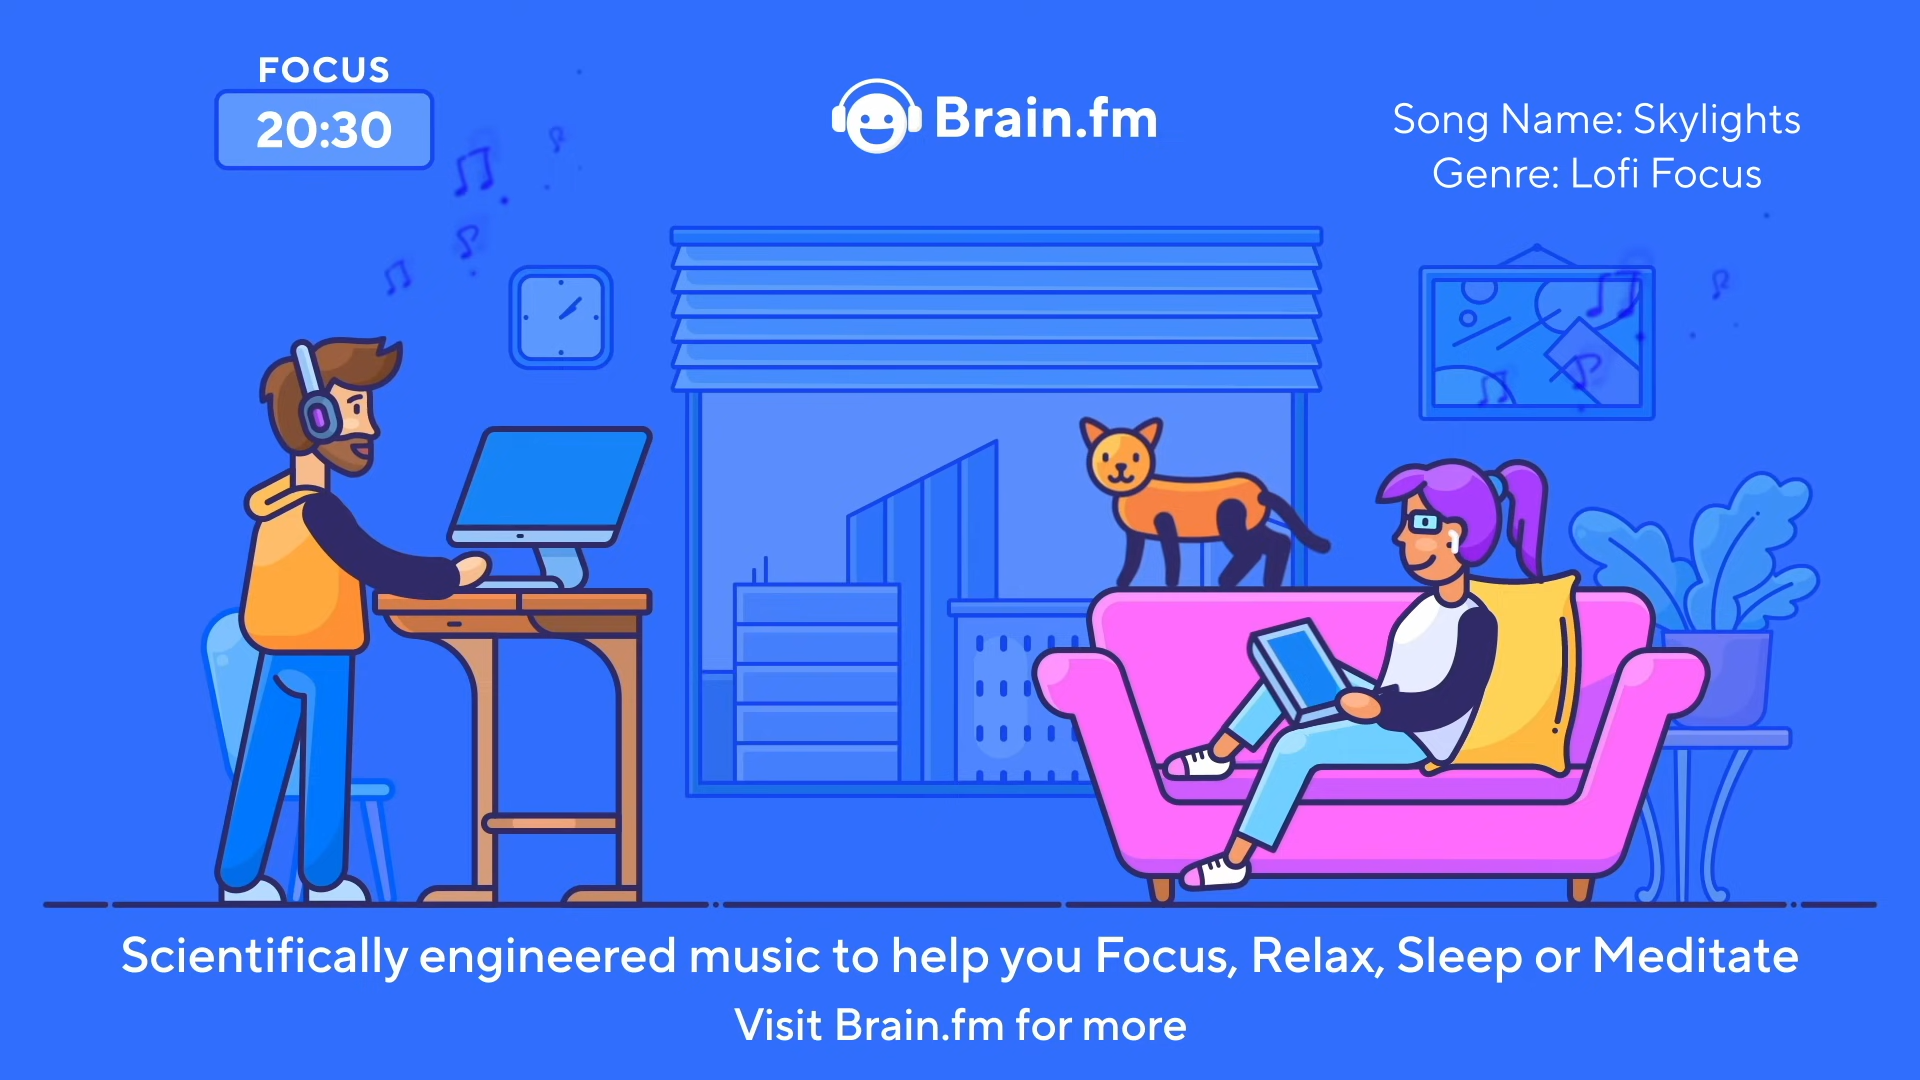 FOCUS
20:30
Brain.fm
Song Name: Skylights
Genre: Lofi Focus
Scientifically engineered music to help you Focus, Relax, Sleep or Meditate
Visit Brain.fm for more